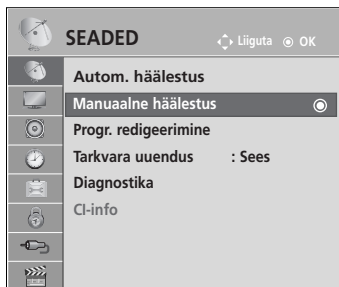 SEADED Liiguta OK
Autom. häälestus
Manuaalne häälestus
Progr. redigeerimine
Tarkvara uuendus : Sees
Diagnostika
CI-info